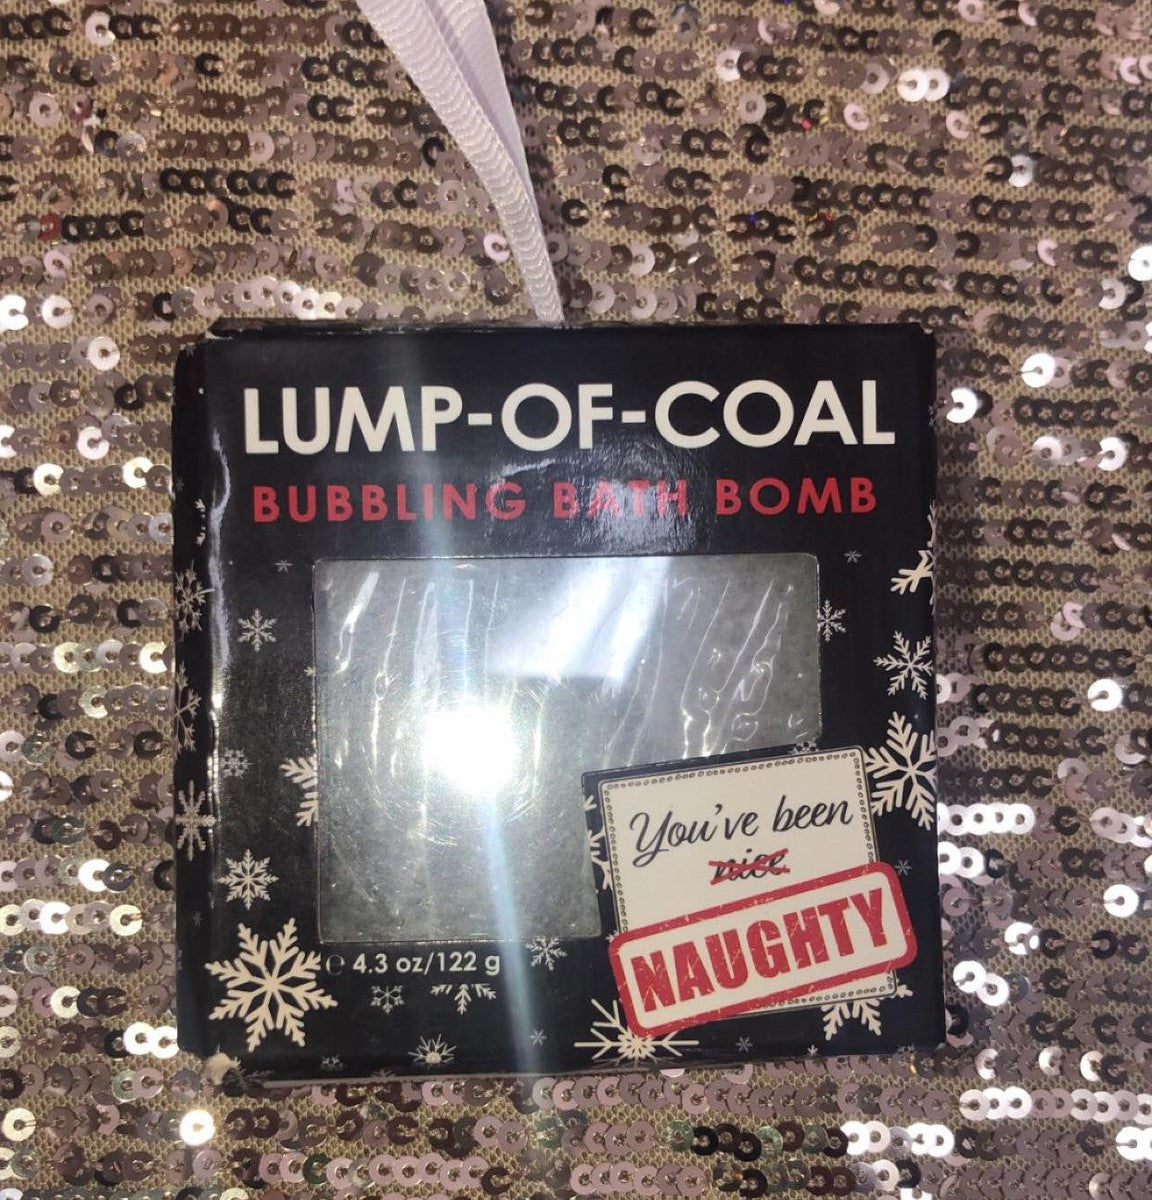 LUMP-OF-COAL
BUBBLING BATH BOMB
You've been
nice
NAUGHTY
℮ 4.3 oz/122 g